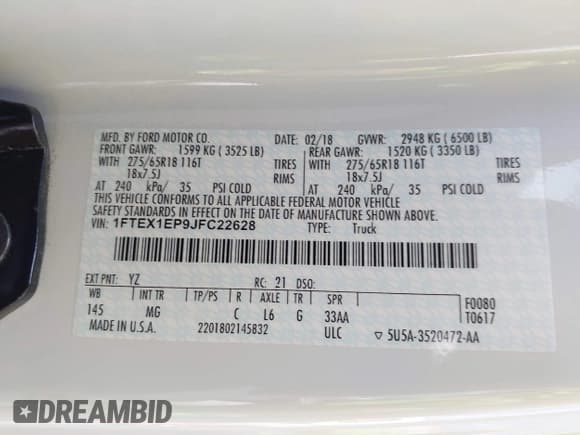 MFD. BY FORD MOTOR CO. DATE: 02/18 GVWR: 2948 KG ( 6500 LB)
FRONT GAWR: 1599 KG ( 3525 LB) REAR GAWR: 1520 KG ( 3350 LB)
WITH 275/65R18 116T TIRES WITH 275/65R18 116T TIRES
18x7.5J RIMS 18x7.5J RIMS
AT 240 kPa/ 35 PSI COLD AT 240 kPa/ 35 PSI COLD
THIS VEHICLE CONFORMS TO ALL APPLICABLE FEDERAL MOTOR VEHICLE
SAFETY STANDARDS IN EFFECT ON THE DATE OF MANUFACTURE SHOWN ABOVE.
VIN: 1FTEX1EP9JFC22628 TYPE: Truck
EXT PNT: YZ RC: 21 DSO: F0080
WB INT TR TP/PS R AXLE TR SPR T0617
145 MG C L6 G 33AA
MADE IN U.S.A. 2201802145832 ULC ▽ 5U5A-3520472-AA
DREAMBID